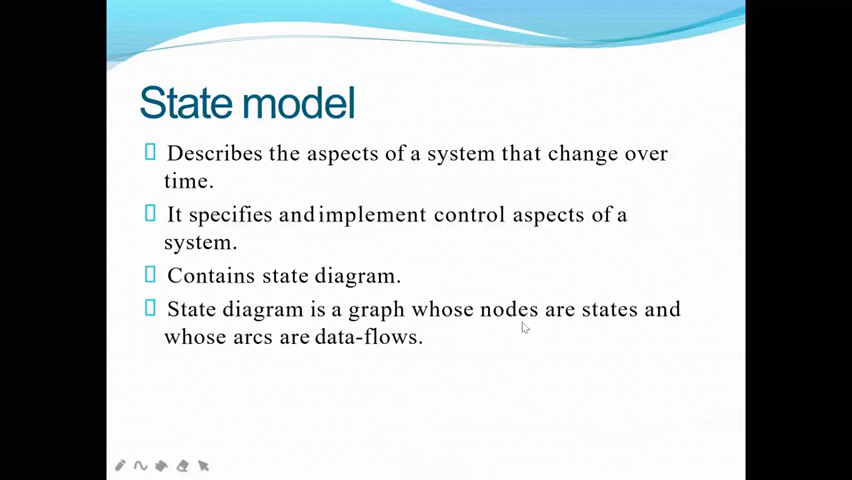 State model
Describes the aspects of a system that change over
time.
It specifies and implement control aspects of a
system.
Contains state diagram.
State diagram is a graph whose nodes are states and
whose arcs are data-flows.